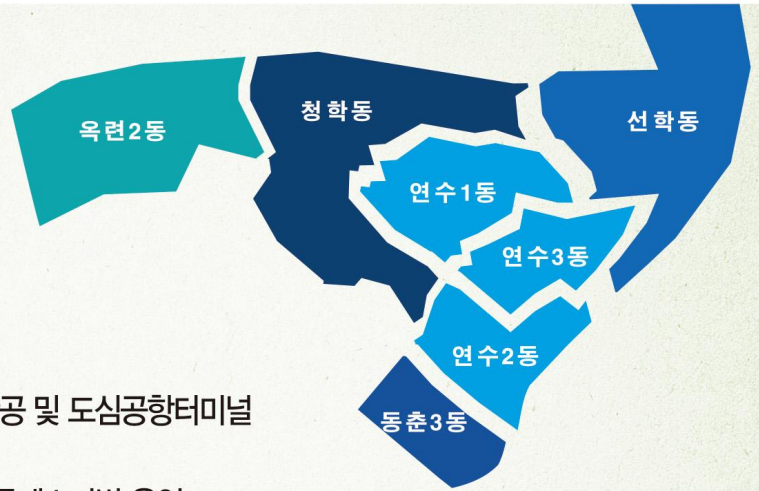 옥련2동
청학동
선학동
연수1동
연수3동
연수2동
동춘3동
공 및 도심공항터미널